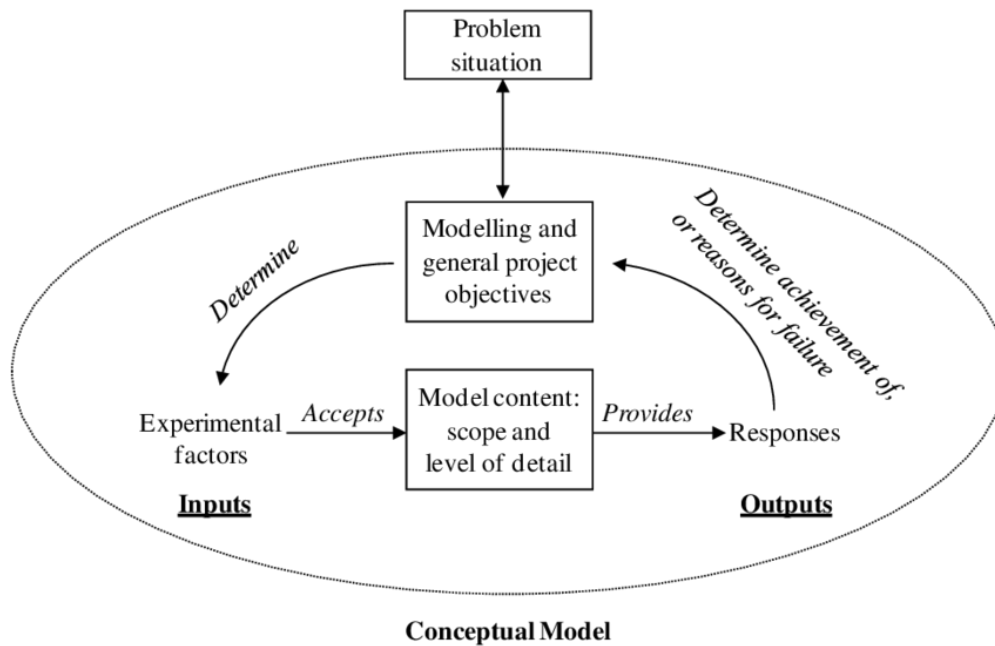 Problem
situation
Modelling and
general project
objectives
Determine
Determine achievement of,
or reasons for failure
Experimental
factors
Accepts
Model content:
scope and
level of detail
Provides
Responses
Inputs
Outputs
Conceptual Model